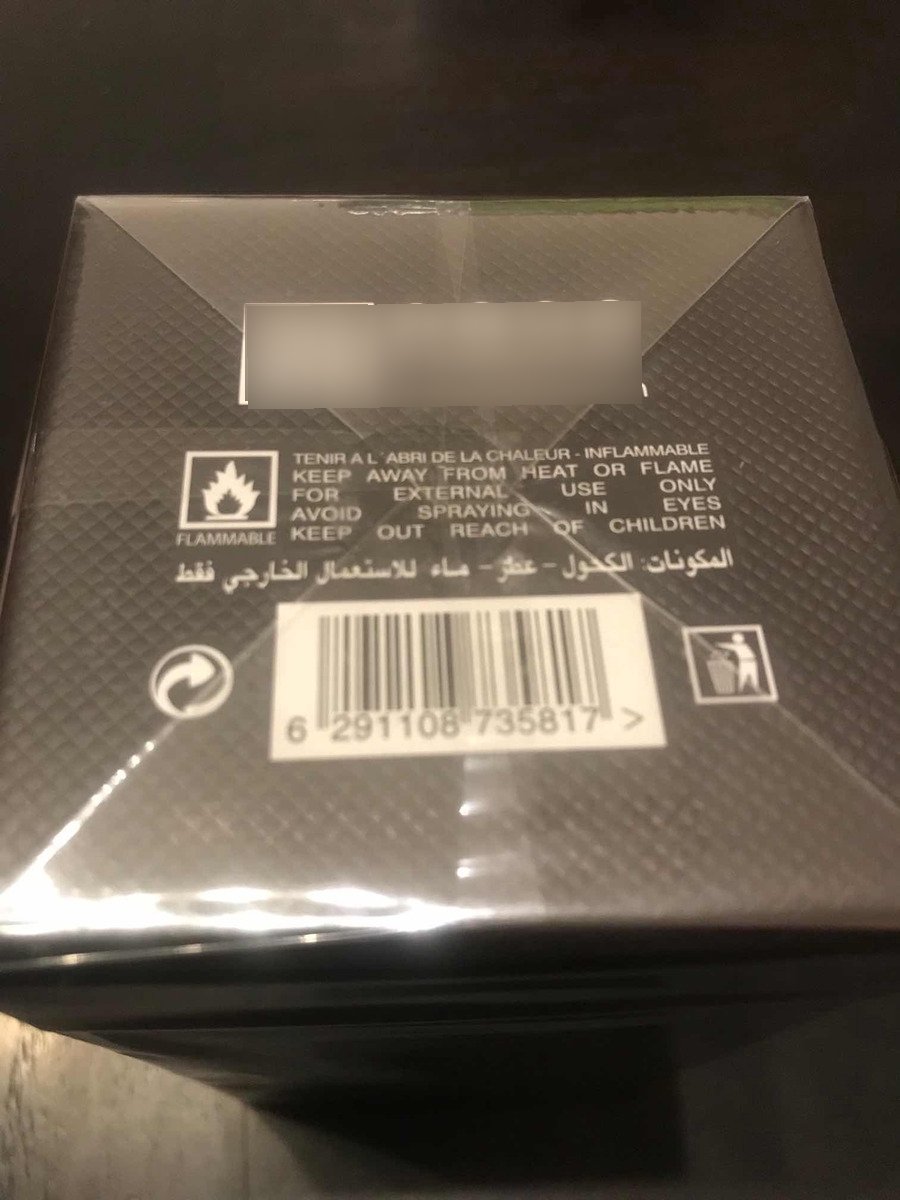 TENIR A L´ABRI DE LA CHALEUR - INFLAMMABLE
KEEP AWAY FROM HEAT OR FLAME
FOR EXTERNAL USE ONLY
AVOID SPRAYING IN EYES
KEEP OUT REACH OF CHILDREN
FLAMMABLE
المكونات: الكحول - عطر - ماء للاستعمال الخارجي فقط
6 291108 735817 >